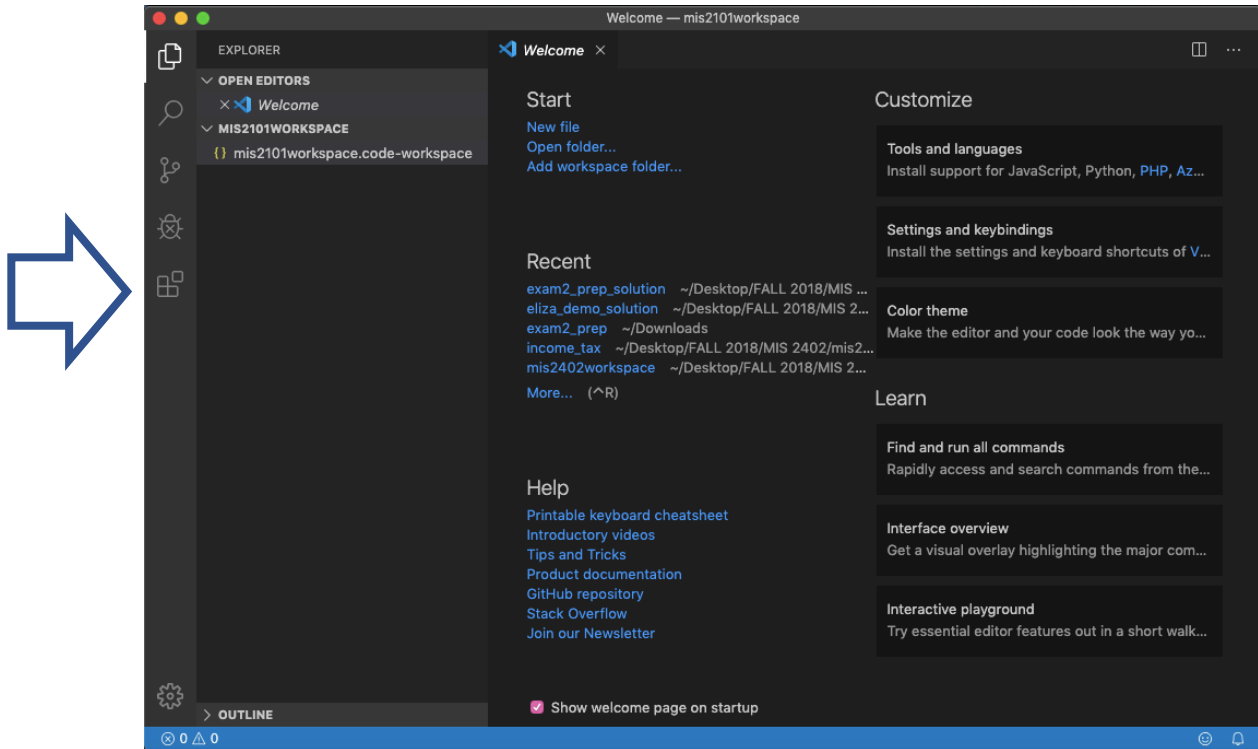 Welcome — mis2101workspace
EXPLORER
OPEN EDITORS
Welcome
MIS2101WORKSPACE
{} mis2101workspace.code-workspace
OUTLINE
Welcome
Start
New file
Open folder...
Add workspace folder...
Recent
exam2_prep_solution ~/Desktop/FALL 2018/MIS ...
eliza_demo_solution ~/Desktop/FALL 2018/MIS 2...
exam2_prep ~/Downloads
income_tax ~/Desktop/FALL 2018/MIS 2402/mis2...
mis2402workspace ~/Desktop/FALL 2018/MIS 2...
More... (^R)
Help
Printable keyboard cheatsheet
Introductory videos
Tips and Tricks
Product documentation
GitHub repository
Stack Overflow
Join our Newsletter
Show welcome page on startup
Customize
Tools and languages
Install support for JavaScript, Python, PHP, Az...
Settings and keybindings
Install the settings and keyboard shortcuts of V...
Color theme
Make the editor and your code look the way yo...
Learn
Find and run all commands
Rapidly access and search commands from the...
Interface overview
Get a visual overlay highlighting the major com...
Interactive playground
Try essential editor features out in a short walk...
0 0